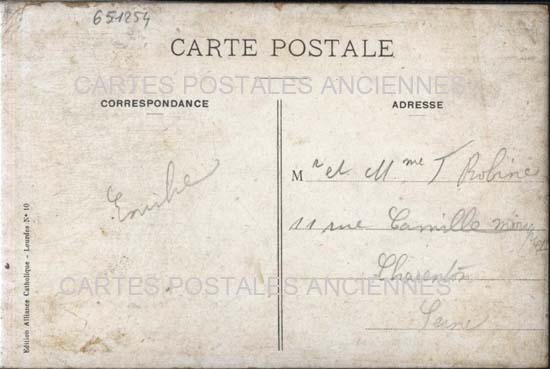 651254
CARTE POSTALE
CARTES POSTALES ANCIENNES
CORRESPONDANCE
ADRESSE
Mr et Mme T Robine
11 rue Camille
Charenton
Seine
CARTES POSTALES ANCIENNES
Edition Alliance Catholique - Lourdes N° 10